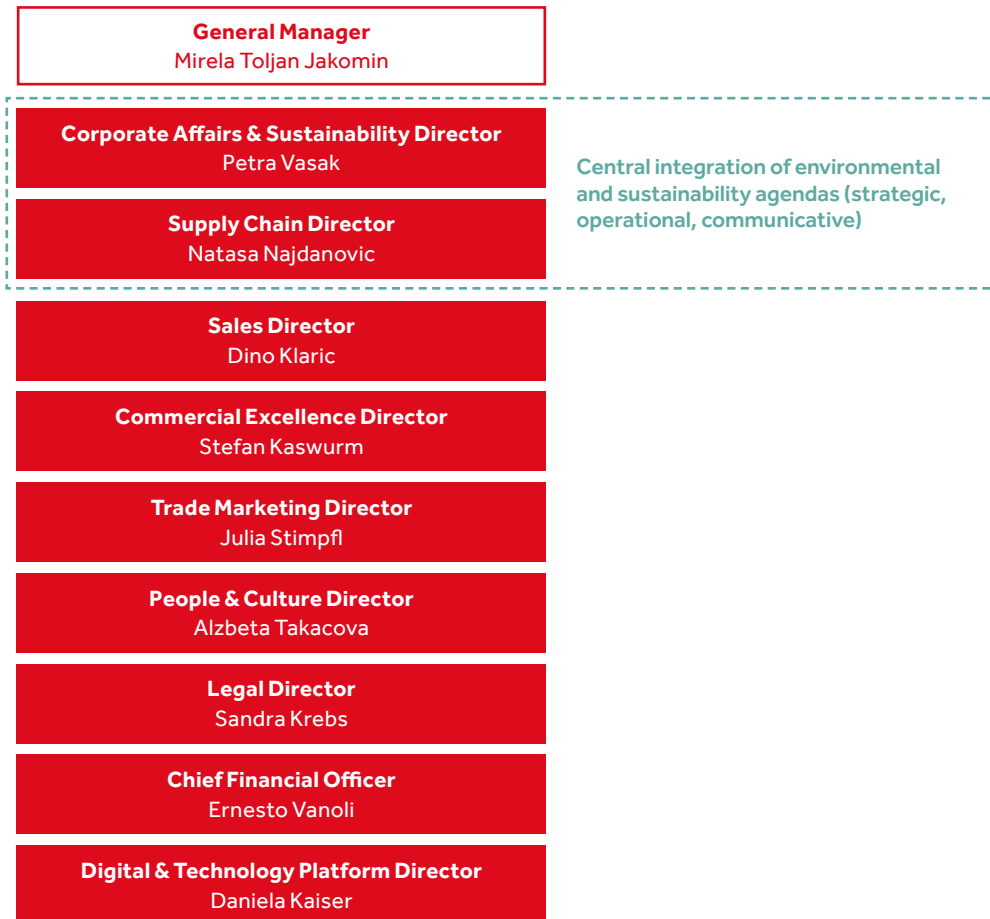 General Manager
Mirela Toljan Jakomin
Corporate Affairs & Sustainability Director
Petra Vasak
Central integration of environmental
and sustainability agendas (strategic,
operational, communicative)
Supply Chain Director
Natasa Najdanovic
Sales Director
Dino Klaric
Commercial Excellence Director
Stefan Kaswurm
Trade Marketing Director
Julia Stimpfl
People & Culture Director
Alzbeta Takacova
Legal Director
Sandra Krebs
Chief Financial Officer
Ernesto Vanoli
Digital & Technology Platform Director
Daniela Kaiser